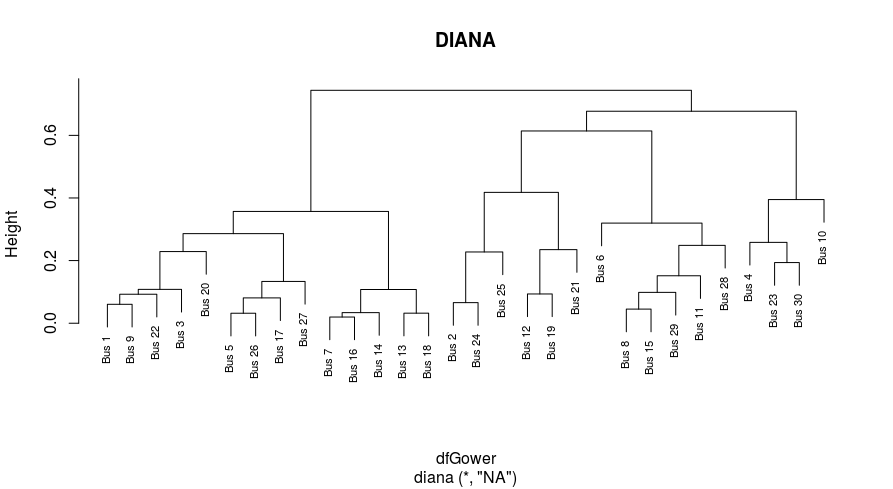 DIANA
Height
0.0
0.2
0.4
0.6
Bus 1
Bus 9
Bus 22
Bus 3
Bus 20
Bus 5
Bus 26
Bus 17
Bus 27
Bus 7
Bus 16
Bus 14
Bus 13
Bus 18
Bus 2
Bus 24
Bus 25
Bus 12
Bus 19
Bus 21
Bus 6
Bus 8
Bus 15
Bus 29
Bus 11
Bus 28
Bus 4
Bus 23
Bus 30
Bus 10
dfGower
diana (*, "NA")